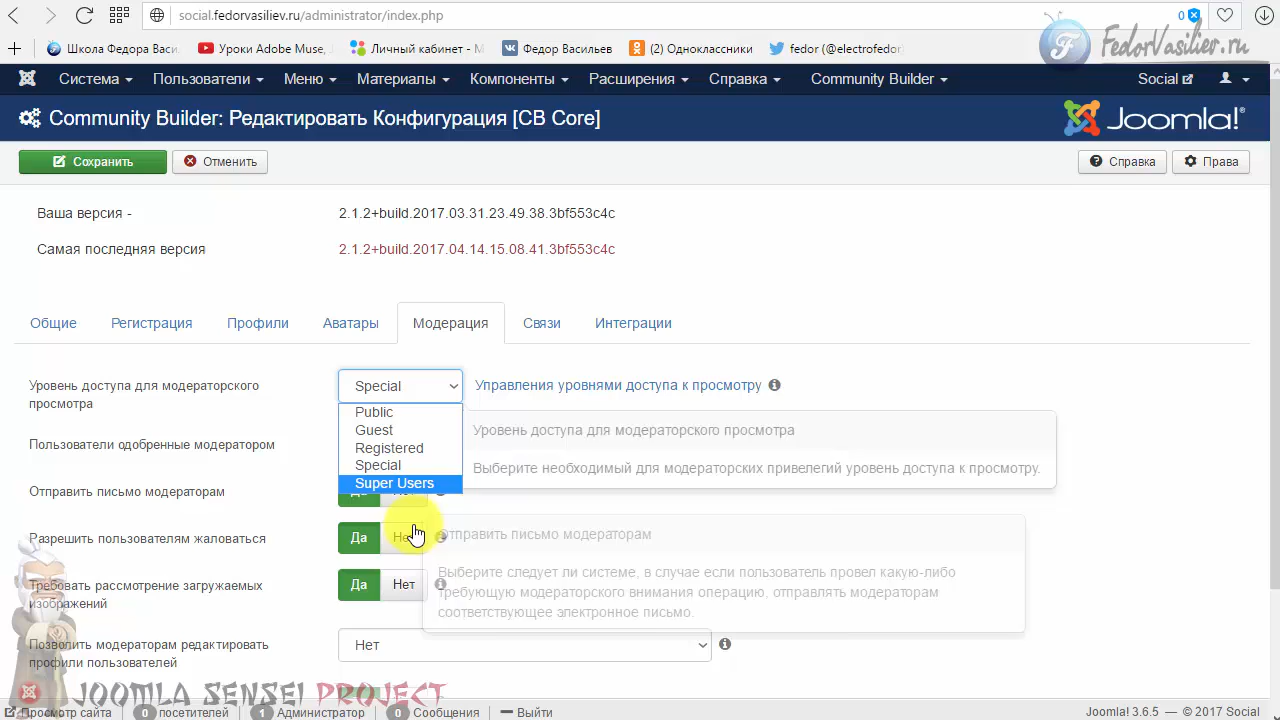 social.fedorvasiliev.ru/administrator/index.php
0
Школа Федора Васи.
Уроки Adobe Muse,
Личный кабинет - М
Федор Васильев
(2) Одноклассники
fedor (@electrofedor)
FedorVasiliev.ru
Система
Пользователи
Меню
Материалы
Компоненты
Расширения
Справка
Community Builder
Social
Community Builder: Редактировать Конфигурация [CB Core]
Joomla!
Сохранить
Отменить
Справка
Права
Ваша версия -
2.1.2+build.2017.03.31.23.49.38.3bf553c4c
Самая последняя версия
2.1.2+build.2017.04.14.15.08.41.3bf553c4c
Общие
Регистрация
Профили
Аватары
Модерация
Связи
Интеграции
Уровень доступа для модераторского
просмотра
Special
Управления уровнями доступа к просмотру
Public
Guest
Registered
Special
Super Users
Уровень доступа для модераторского просмотра
Выберите необходимый для модераторских привелегий уровень доступа к просмотру.
Пользователи одобренные модератором
Отправить письмо модераторам
Да
Нет
Разрешить пользователям жаловаться
Да
Нет
Отправить письмо модераторам
Выберите следует ли системе, в случае если пользователь провел какую-либо
требующую модераторского внимания операцию. отправлять модераторам
соответствующее электронное письмо.
Требовать рассмотрение загружаемых
изображений
Да
Нет
Позволить модераторам редактировать
профили пользователей
Нет
JOOMLA SENSEI PROJECT
Просмотр сайта
0 посетителей
1 Администратор
0 Сообщения
Выйти
Joomla! 3.6.5 — © 2017 Social